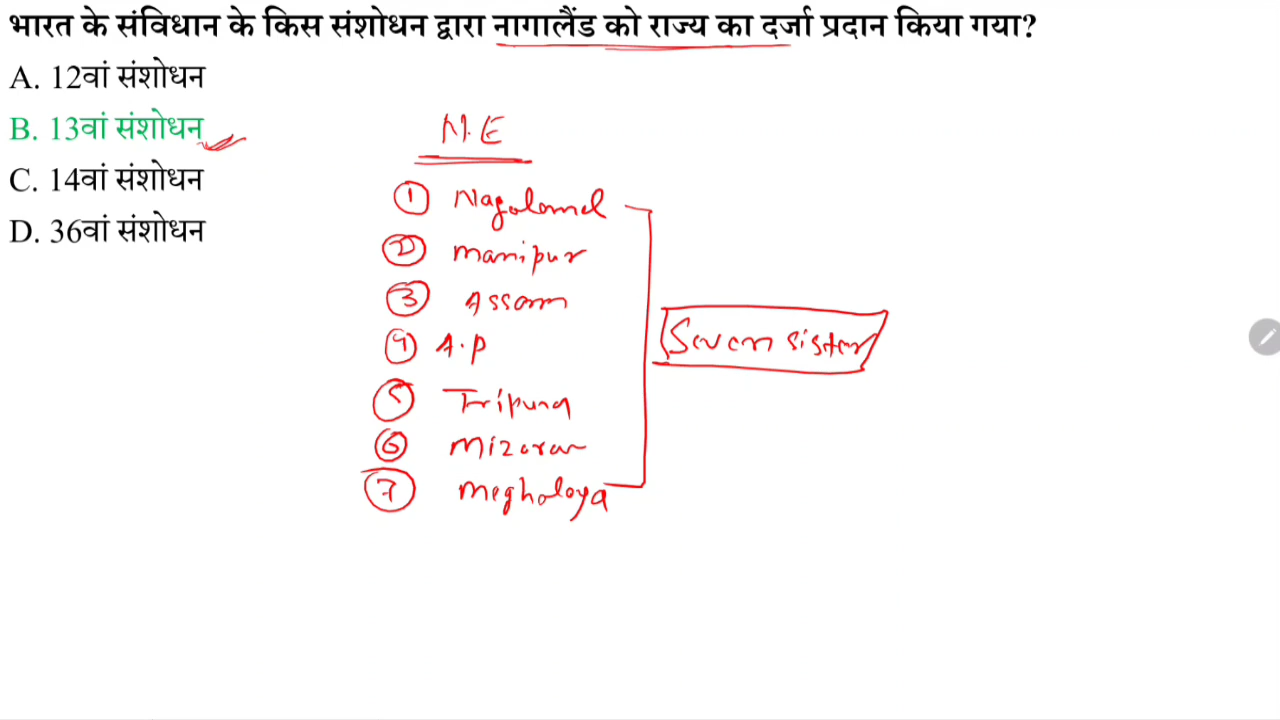 भारत के संविधान के किस संशोधन द्वारा नागालैंड को राज्य का दर्जा प्रदान किया गया?
A. 12वां संशोधन
B. 13वां संशोधन
C. 14वां संशोधन
D. 36वां संशोधन
N.E
1 Nagaland
2 Manipur
3 Assam
4 A.P
5 Tripura
6 Mizoram
7 Meghalaya
Seven Sister